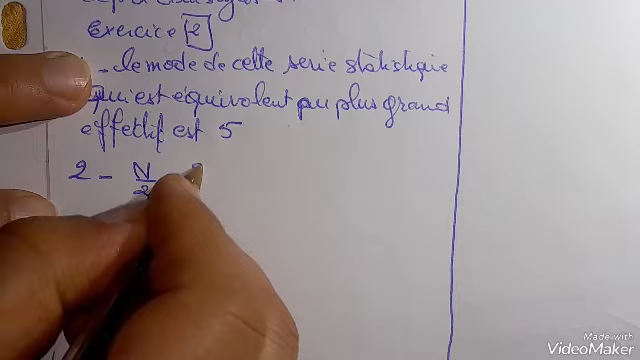 Exercice 2
- le mode de cette serie statistique
qui est équivalent au plus grand
effectif est 5
2 - N/2
Made with
VideoMaker